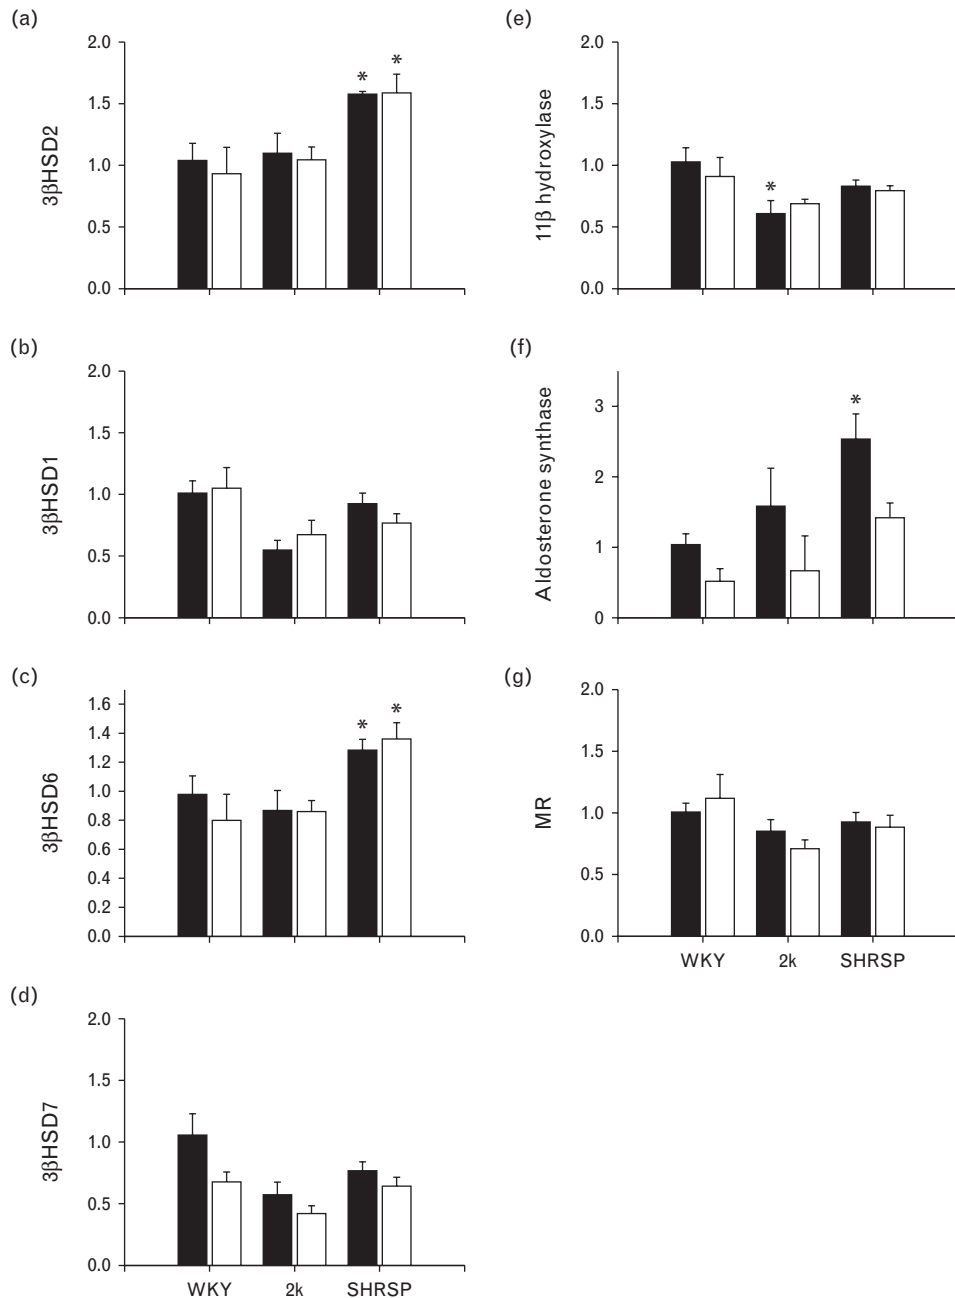 (a)
2.0
1.5
1.0
0.5
0.0
3βHSD2
* *
(b)
2.0
1.5
1.0
0.5
0.0
3βHSD1
(c)
1.6
1.4
1.2
1.0
0.8
0.6
0.4
0.2
0.0
3βHSD6
* *
(d)
2.0
1.5
1.0
0.5
0.0
3βHSD7
WKY 2k SHRSP
(e)
2.0
1.5
1.0
0.5
0.0
11β hydroxylase
*
(f)
3
2
1
0
Aldosterone synthase
*
(g)
2.0
1.5
1.0
0.5
0.0
MR
WKY 2k SHRSP